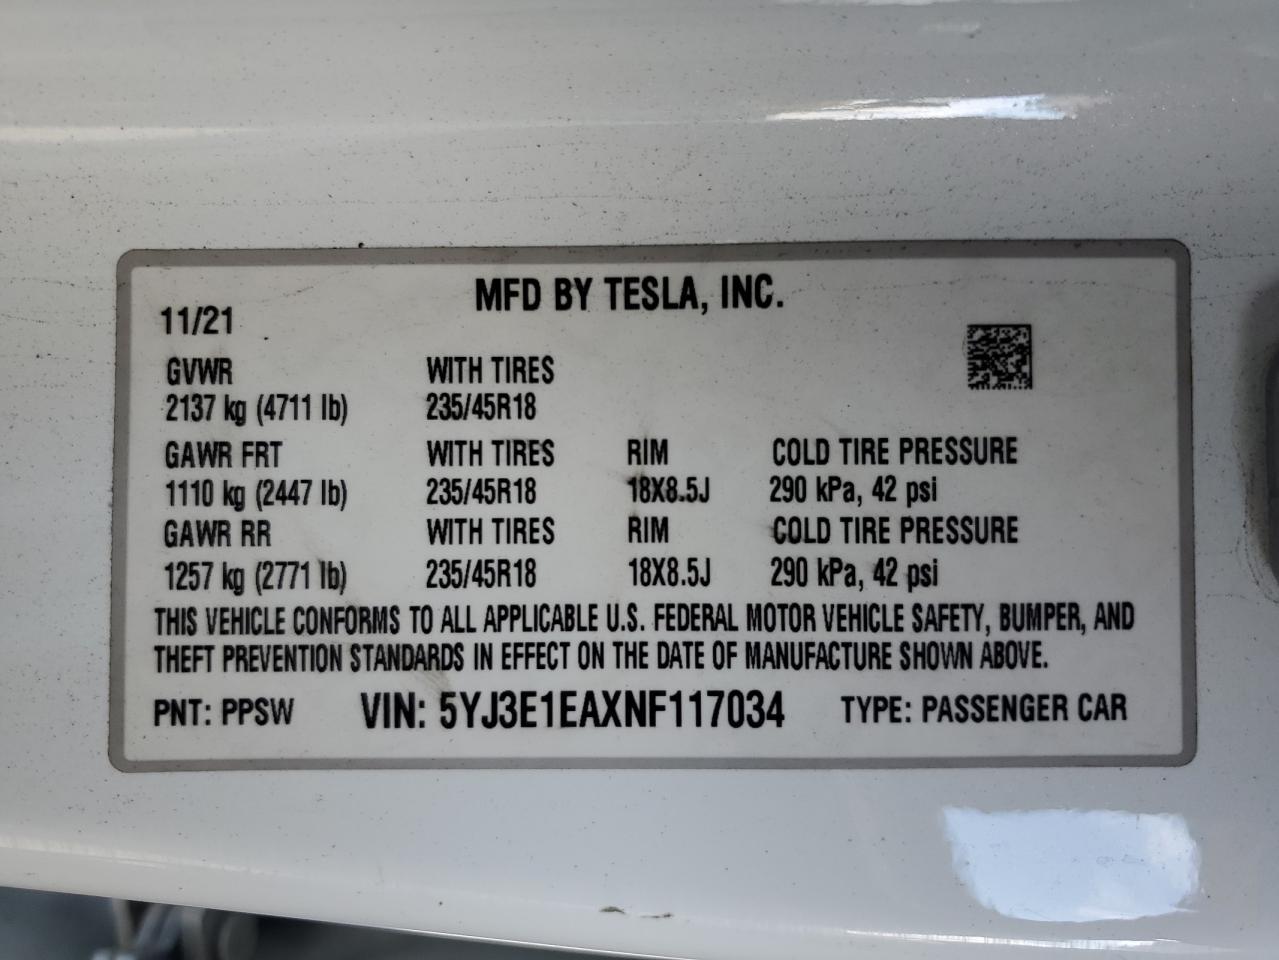 MFD BY TESLA, INC.
11/21
GVWR WITH TIRES
2137 kg (4711 lb) 235/45R18
GAWR FRT WITH TIRES RIM COLD TIRE PRESSURE
1110 kg (2447 lb) 235/45R18 18X8.5J 290 kPa, 42 psi
GAWR RR WITH TIRES RIM COLD TIRE PRESSURE
1257 kg (2771 lb) 235/45R18 18X8.5J 290 kPa, 42 psi
THIS VEHICLE CONFORMS TO ALL APPLICABLE U.S. FEDERAL MOTOR VEHICLE SAFETY, BUMPER, AND
THEFT PREVENTION STANDARDS IN EFFECT ON THE DATE OF MANUFACTURE SHOWN ABOVE.
PNT: PPSW VIN: 5YJ3E1EAXNF117034 TYPE: PASSENGER CAR